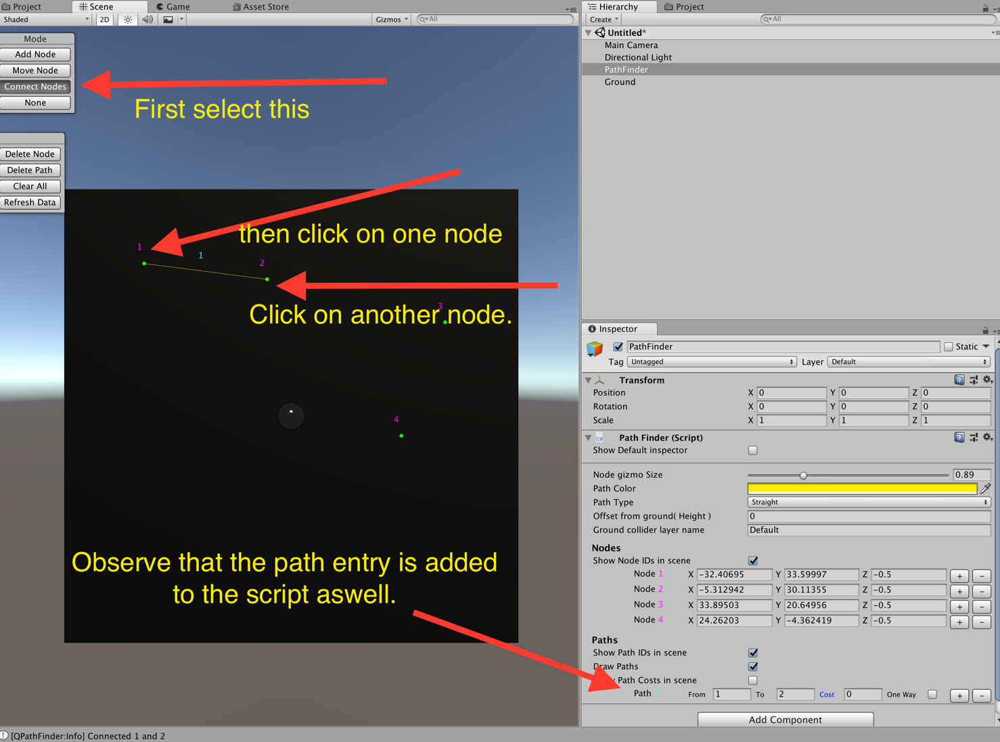 Project
Scene
Game
Asset Store
Shaded
2D
Gizmos
All
Mode
Add Node
Move Node
Connect Nodes
None
Delete Node
Delete Path
Clear All
Refresh Data
First select this
then click on one node
1
1
2
Click on another node.
3
4
Observe that the path entry is added
to the script aswell.
[QPathFinder:Info] Connected 1 and 2
Hierarchy
Project
Create
All
Untitled*
Main Camera
Directional Light
PathFinder
Ground
Inspector
PathFinder
Static
Tag Untagged Layer Default
Transform
Position X 0 Y 0 Z 0
Rotation X 0 Y 0 Z 0
Scale X 1 Y 1 Z 1
C#
Path Finder (Script)
Show Default inspector
Node gizmo Size 0.89
Path Color
Path Type Straight
Offset from ground( Height ) 0
Ground collider layer name Default
Nodes
Show Node IDs in scene
Node 1 X -32.40695 Y 33.59997 Z -0.5 + -
Node 2 X -5.312942 Y 30.11355 Z -0.5 + -
Node 3 X 33.89503 Y 20.64956 Z -0.5 + -
Node 4 X 24.26203 Y -4.362419 Z -0.5 + -
Paths
Show Path IDs in scene
Draw Paths
Path Costs in scene
Path 1 From 1 To 2 Cost 0 One Way + -
Add Component